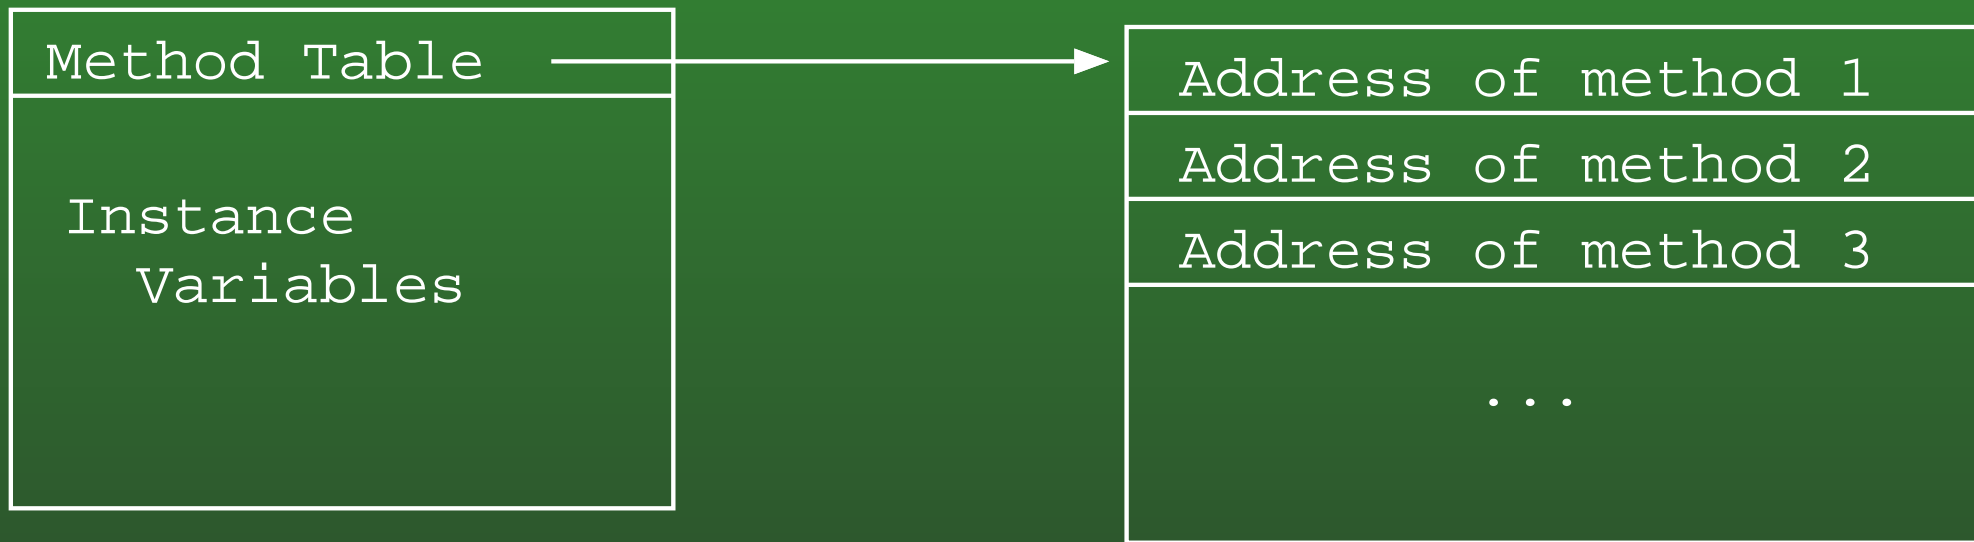 Method Table
Instance
Variables
Address of method 1
Address of method 2
Address of method 3
...